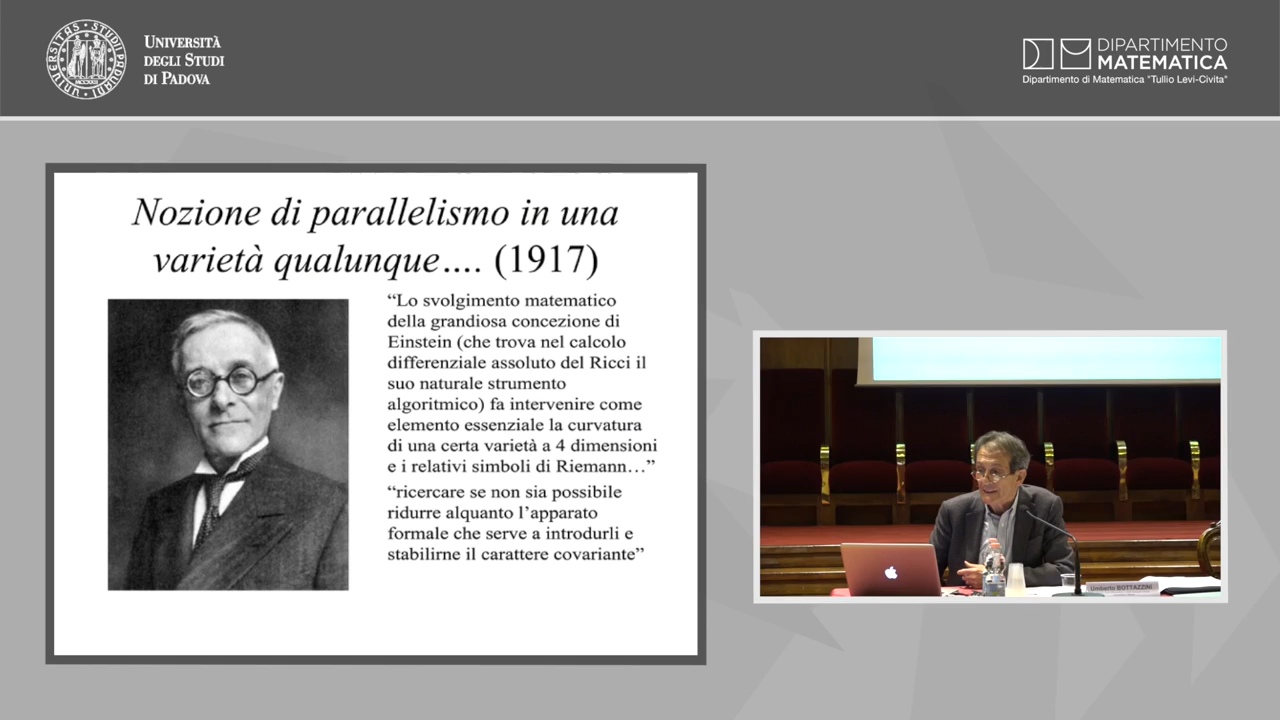 UNIVERSITÀ
DEGLI STUDI
DI PADOVA
DIPARTIMENTO
MATEMATICA
Dipartimento di Matematica "Tullio Levi-Civita"
Nozione di parallelismo in una
varietà qualunque.... (1917)
“Lo svolgimento matematico
della grandiosa concezione di
Einstein (che trova nel calcolo
differenziale assoluto del Ricci il
suo naturale strumento
algoritmico) fa intervenire come
elemento essenziale la curvatura
di una certa varietà a 4 dimensioni
e i relativi simboli di Riemann…”
“ricercare se non sia possibile
ridurre alquanto l’apparato
formale che serve a introdurli e
stabilirne il carattere covariante”
Umberto BOTTAZZINI